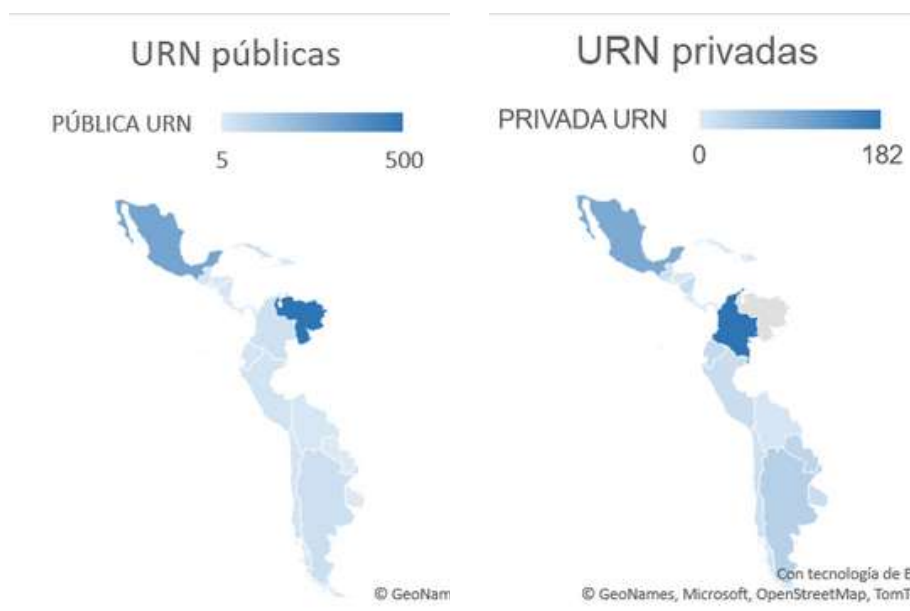 URN públicas
PÚBLICA URN
5
500
© GeoNam
URN privadas
PRIVADA URN
0
182
Con tecnología de B
© GeoNames, Microsoft, OpenStreetMap, TomT